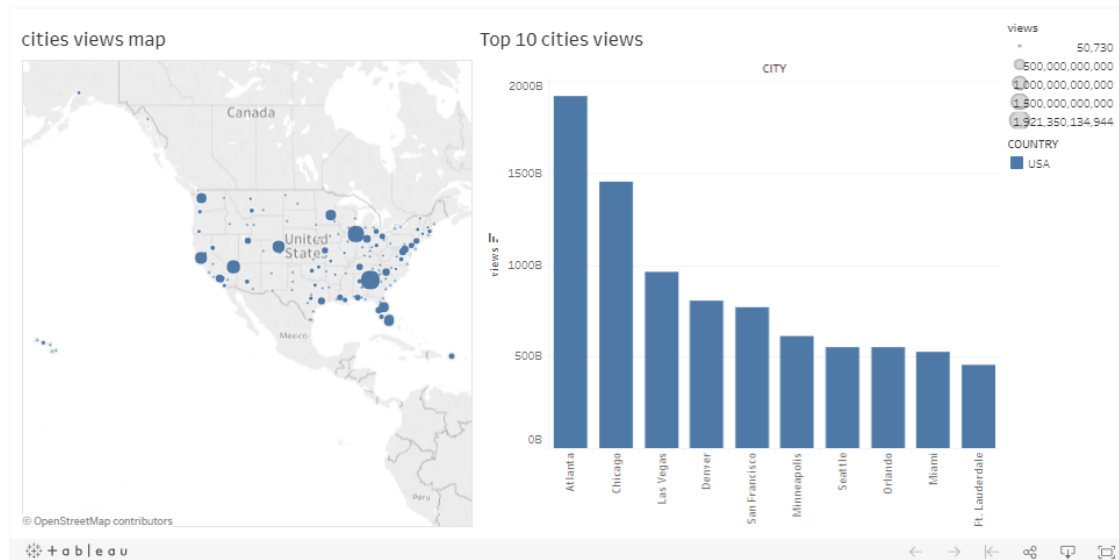 cities views map
Canada
United
States
Mexico
Peru
© OpenStreetMap contributors
Top 10 cities views
CITY
views
2000B
1500B
1000B
500B
0B
Atlanta
Chicago
Las Vegas
Denver
San Francisco
Minneapolis
Seattle
Orlando
Miami
Ft. Lauderdale
views
50,730
500,000,000,000
1,000,000,000,000
1,500,000,000,000
1,921,350,134,944
COUNTRY
USA
+ a b l e a u